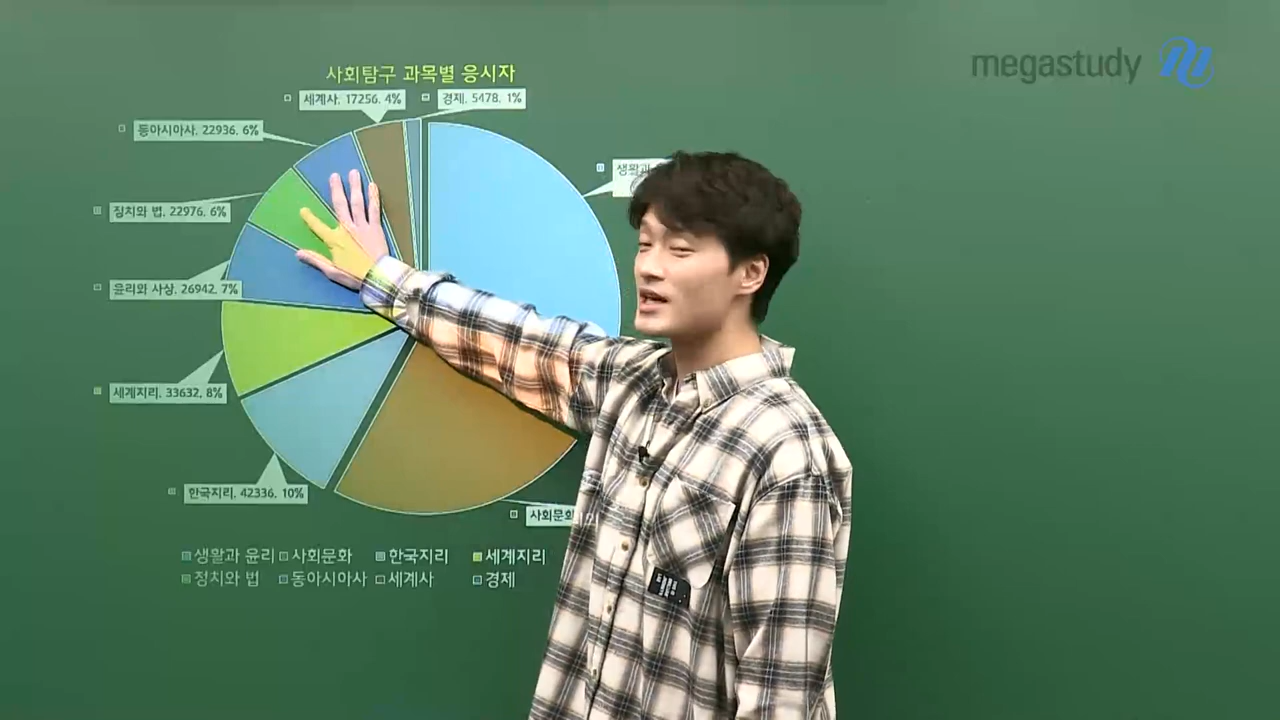 megastudy
사회탐구 과목별 응시자
세계사, 17256, 4%
경제, 5478, 1%
동아시아사, 22936, 6%
생활과
정치와 법, 22976, 6%
윤리와 사상, 26942, 7%
세계지리, 33632, 8%
한국지리, 42336, 10%
사회문화
생활과 윤리 사회문화 한국지리 세계지리
정치와 법 동아시아사 세계사 경제